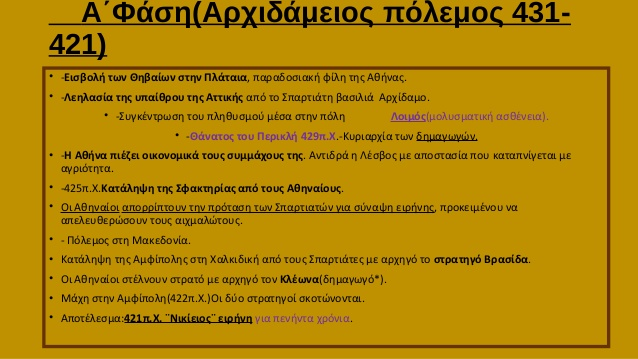 Α΄Φάση(Αρχιδάμειος πόλεμος 431-
421)
• -Εισβολή των Θηβαίων στην Πλάταια, παραδοσιακή φίλη της Αθήνας.
• -Λεηλασία της υπαίθρου της Αττικής από το Σπαρτιάτη βασιλιά Αρχίδαμο.
• -Συγκέντρωση του πληθυσμού μέσα στην πόλη Λοιμός(μολυσματική ασθένεια).
• -Θάνατος του Περικλή 429π.Χ.-Κυριαρχία των δημαγωγών.
• -Η Αθήνα πιέζει οικονομικά τους συμμάχους της. Αντιδρά η Λέσβος με αποστασία που καταπνίγεται με
αγριότητα.
• -425π.Χ.Κατάληψη της Σφακτηρίας από τους Αθηναίους.
• Οι Αθηναίοι απορρίπτουν την πρόταση των Σπαρτιατών για σύναψη ειρήνης, προκειμένου να
απελευθερώσουν τους αιχμαλώτους.
• - Πόλεμος στη Μακεδονία.
• Κατάληψη της Αμφίπολης στη Χαλκιδική από τους Σπαρτιάτες με αρχηγό το στρατηγό Βρασίδα.
• Οι Αθηναίοι στέλνουν στρατό με αρχηγό τον Κλέωνα(δημαγωγό*).
• Μάχη στην Αμφίπολη(422π.Χ.)Οι δύο στρατηγοί σκοτώνονται.
• Αποτέλεσμα:421π.Χ. ¨Νικίειος¨ ειρήνη για πενήντα χρόνια.